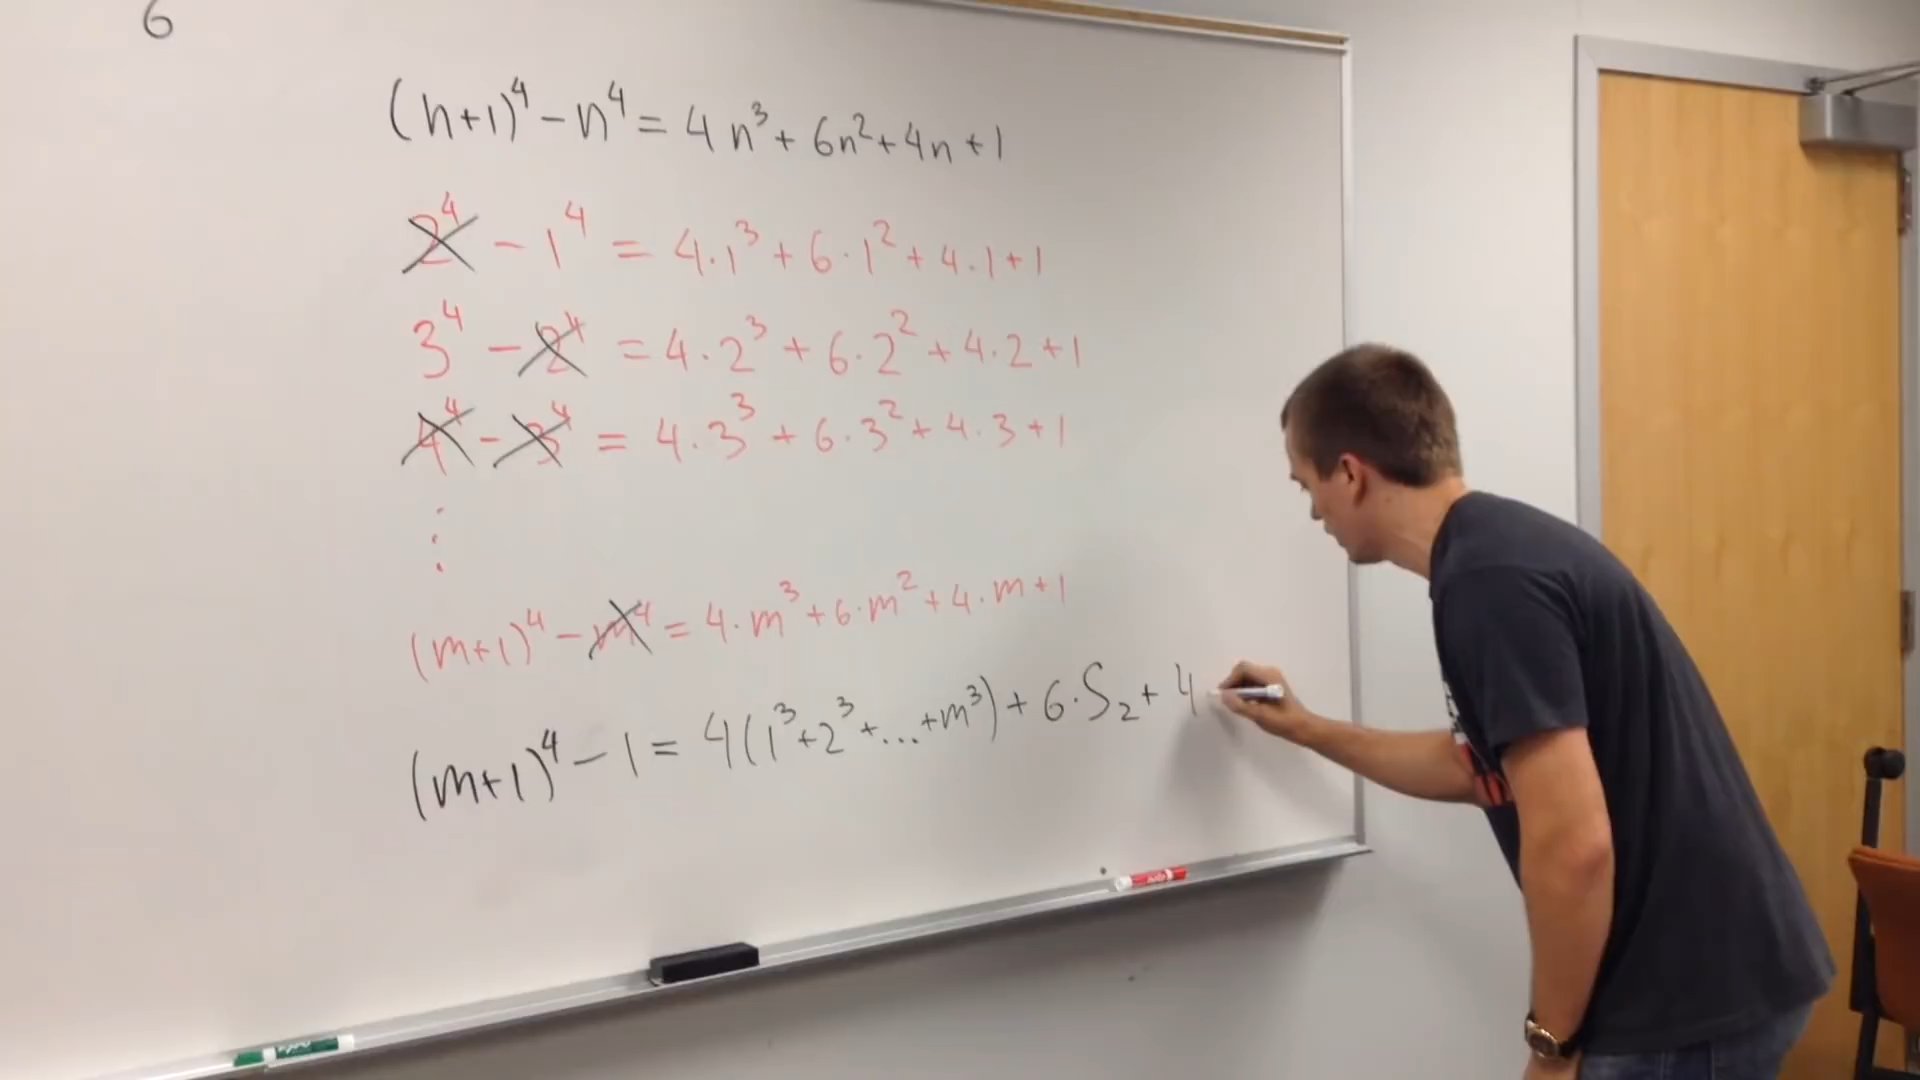 6
(n+1)⁴ - n⁴ = 4n³ + 6n² + 4n + 1
2⁴ - 1⁴ = 4·1³ + 6·1² + 4·1 + 1
3⁴ - 2⁴ = 4·2³ + 6·2² + 4·2 + 1
4⁴ - 3⁴ = 4·3³ + 6·3² + 4·3 + 1
⋮
(m+1)⁴ - m⁴ = 4·m³ + 6·m² + 4·m + 1
(m+1)⁴ - 1 = 4(1³ + 2³ + ... + m³) + 6·S₂ + 4